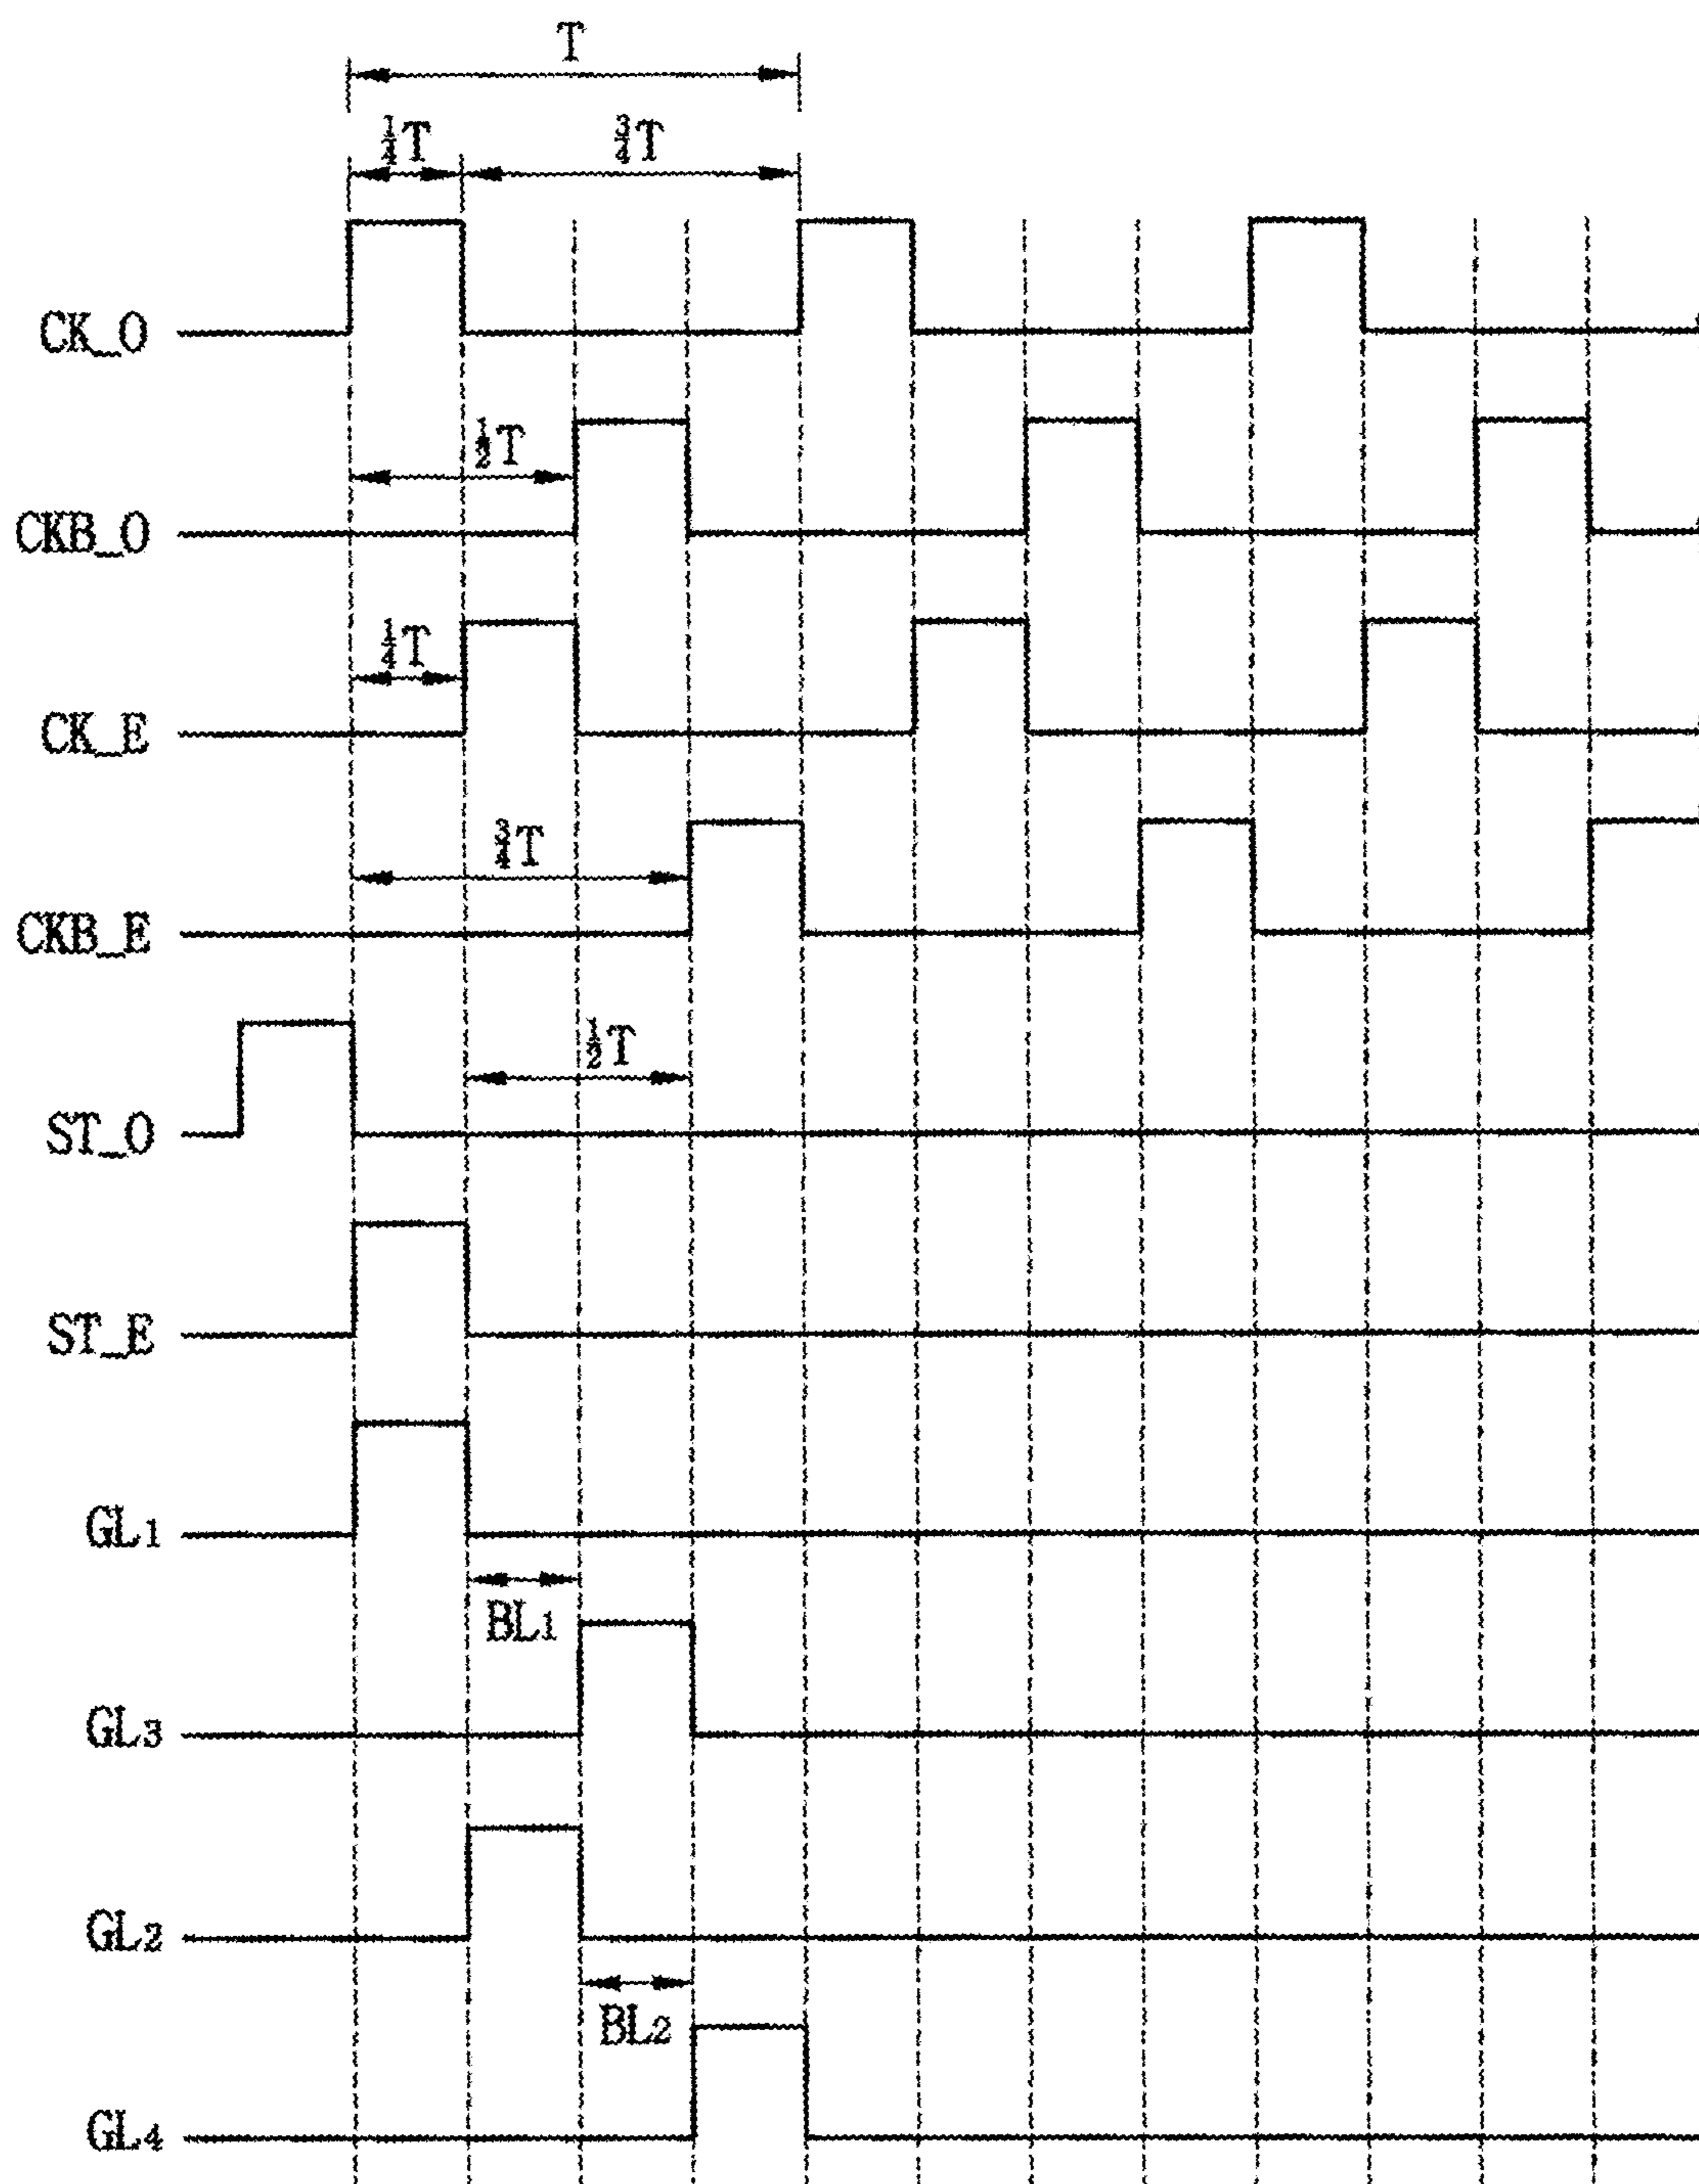 T
¼T ¾T
CK_O
½T
CKB_O
¼T
CK_E
¾T
CKB_E
½T
ST_O
ST_E
GL1
BL1
GL3
GL2
BL2
GL4